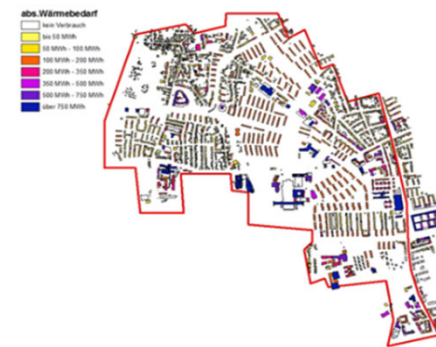 abs.Wärmebedarf
kein Verbrauch
bis 50 MWh
50 MWh - 100 MWh
100 MWh - 200 MWh
200 MWh - 350 MWh
350 MWh - 500 MWh
500 MWh - 750 MWh
über 750 MWh